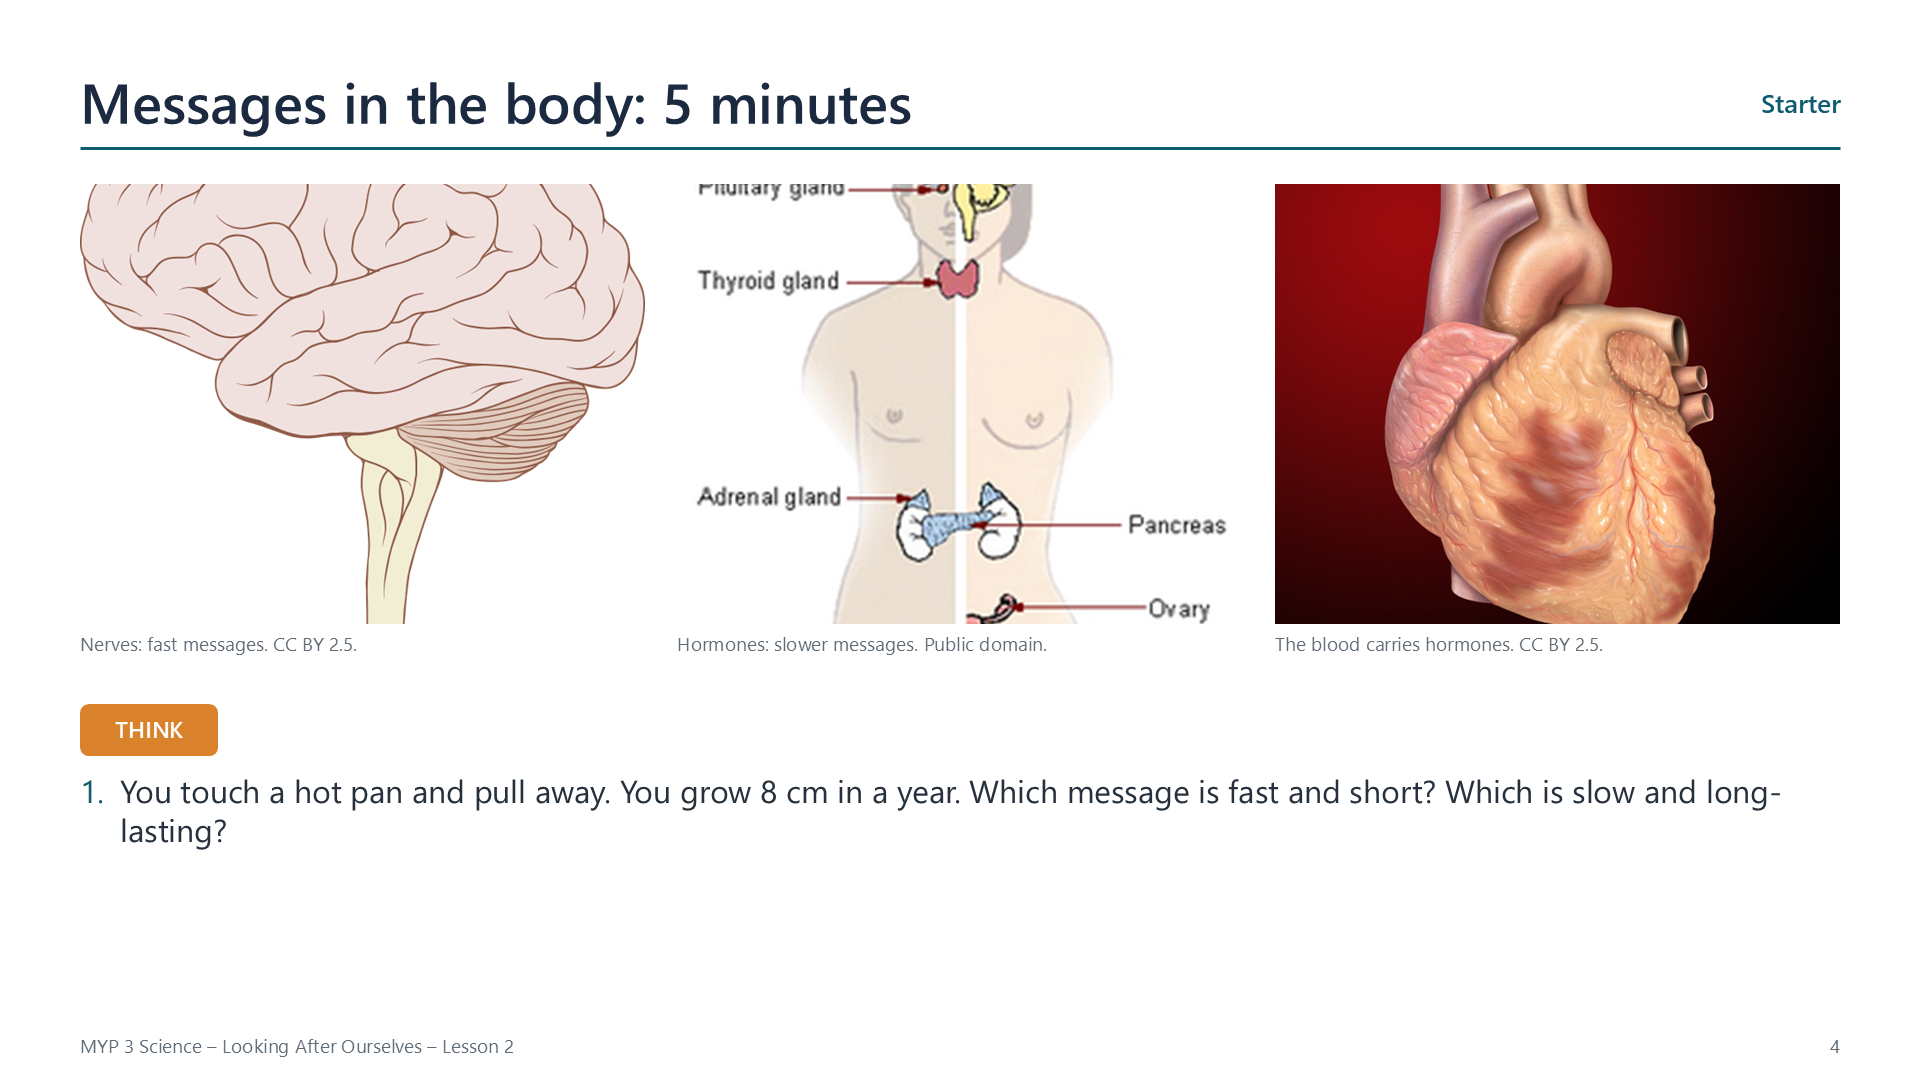 Messages in the body: 5 minutes
Starter
Pituitary gland
Thyroid gland
Adrenal gland
Pancreas
Ovary
Nerves: fast messages. CC BY 2.5.
Hormones: slower messages. Public domain.
The blood carries hormones. CC BY 2.5.
THINK
1. You touch a hot pan and pull away. You grow 8 cm in a year. Which message is fast and short? Which is slow and long-
lasting?
MYP 3 Science – Looking After Ourselves – Lesson 2
4